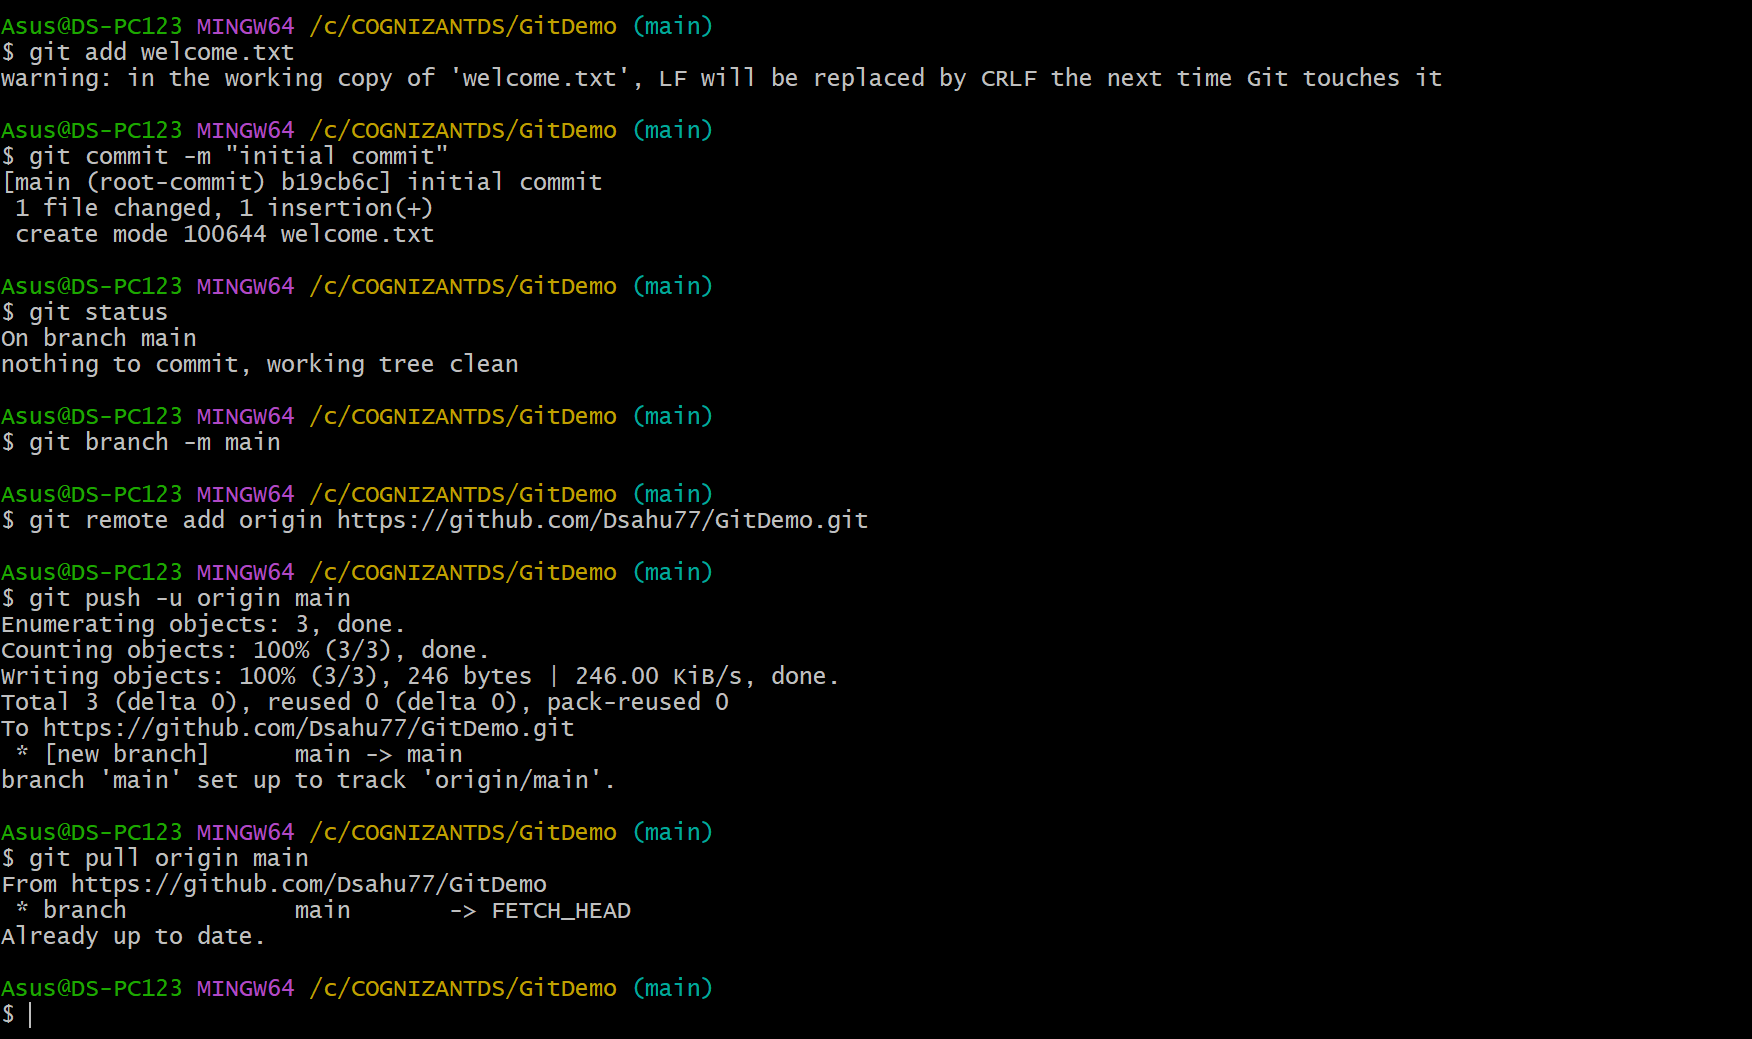 Asus@DS-PC123 MINGW64 /c/COGNIZANTDS/GitDemo (main)
$ git add welcome.txt
warning: in the working copy of 'welcome.txt', LF will be replaced by CRLF the next time Git touches it
Asus@DS-PC123 MINGW64 /c/COGNIZANTDS/GitDemo (main)
$ git commit -m "initial commit"
[main (root-commit) b19cb6c] initial commit
 1 file changed, 1 insertion(+)
 create mode 100644 welcome.txt
Asus@DS-PC123 MINGW64 /c/COGNIZANTDS/GitDemo (main)
$ git status
On branch main
nothing to commit, working tree clean
Asus@DS-PC123 MINGW64 /c/COGNIZANTDS/GitDemo (main)
$ git branch -m main
Asus@DS-PC123 MINGW64 /c/COGNIZANTDS/GitDemo (main)
$ git remote add origin https://github.com/Dsahu77/GitDemo.git
Asus@DS-PC123 MINGW64 /c/COGNIZANTDS/GitDemo (main)
$ git push -u origin main
Enumerating objects: 3, done.
Counting objects: 100% (3/3), done.
Writing objects: 100% (3/3), 246 bytes | 246.00 KiB/s, done.
Total 3 (delta 0), reused 0 (delta 0), pack-reused 0
To https://github.com/Dsahu77/GitDemo.git
 * [new branch]      main -> main
branch 'main' set up to track 'origin/main'.
Asus@DS-PC123 MINGW64 /c/COGNIZANTDS/GitDemo (main)
$ git pull origin main
From https://github.com/Dsahu77/GitDemo
 * branch            main       -> FETCH_HEAD
Already up to date.
Asus@DS-PC123 MINGW64 /c/COGNIZANTDS/GitDemo (main)
$